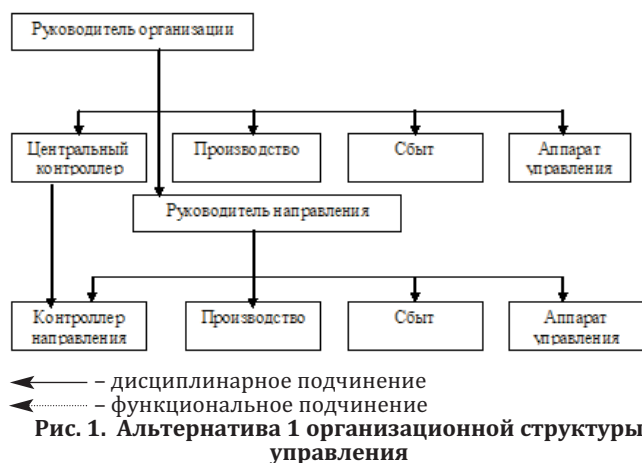 Руководитель организации
Центральный
контроллер
Производство
Сбыт
Аппарат
управления
Руководитель направления
Контроллер
направления
Производство
Сбыт
Аппарат
управления
– дисциплинарное подчинение
– функциональное подчинение
Рис. 1. Альтернатива 1 организационной структуры
управления